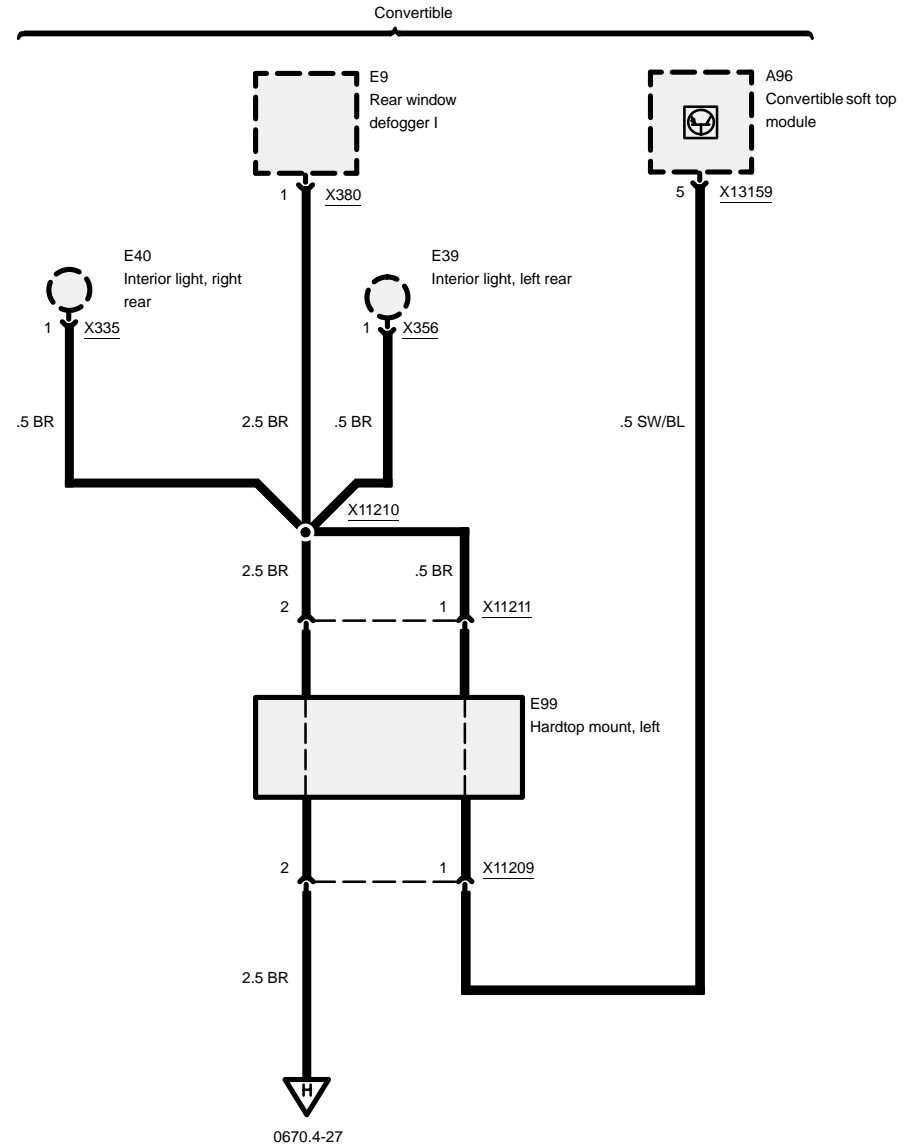 Convertible
E9
Rear window
defogger I
A96
Convertible soft top
module
1
X380
5
X13159
E40
Interior light, right
rear
E39
Interior light, left rear
1
X335
1
X356
.5 BR
2.5 BR
.5 BR
.5 SW/BL
X11210
2.5 BR
.5 BR
2
1
X11211
E99
Hardtop mount, left
2
1
X11209
2.5 BR
H
0670.4-27